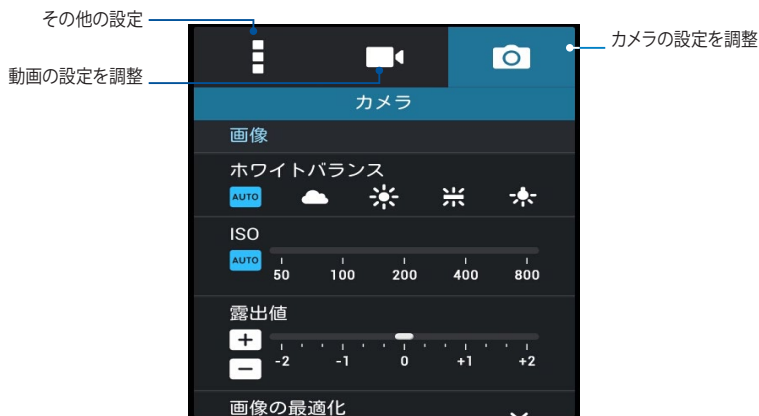 その他の設定
カメラの設定を調整
動画の設定を調整
カメラ
画像
ホワイトバランス
AUTO
ISO
AUTO
50 100 200 400 800
露出値
-2 -1 0 +1 +2
画像の最適化